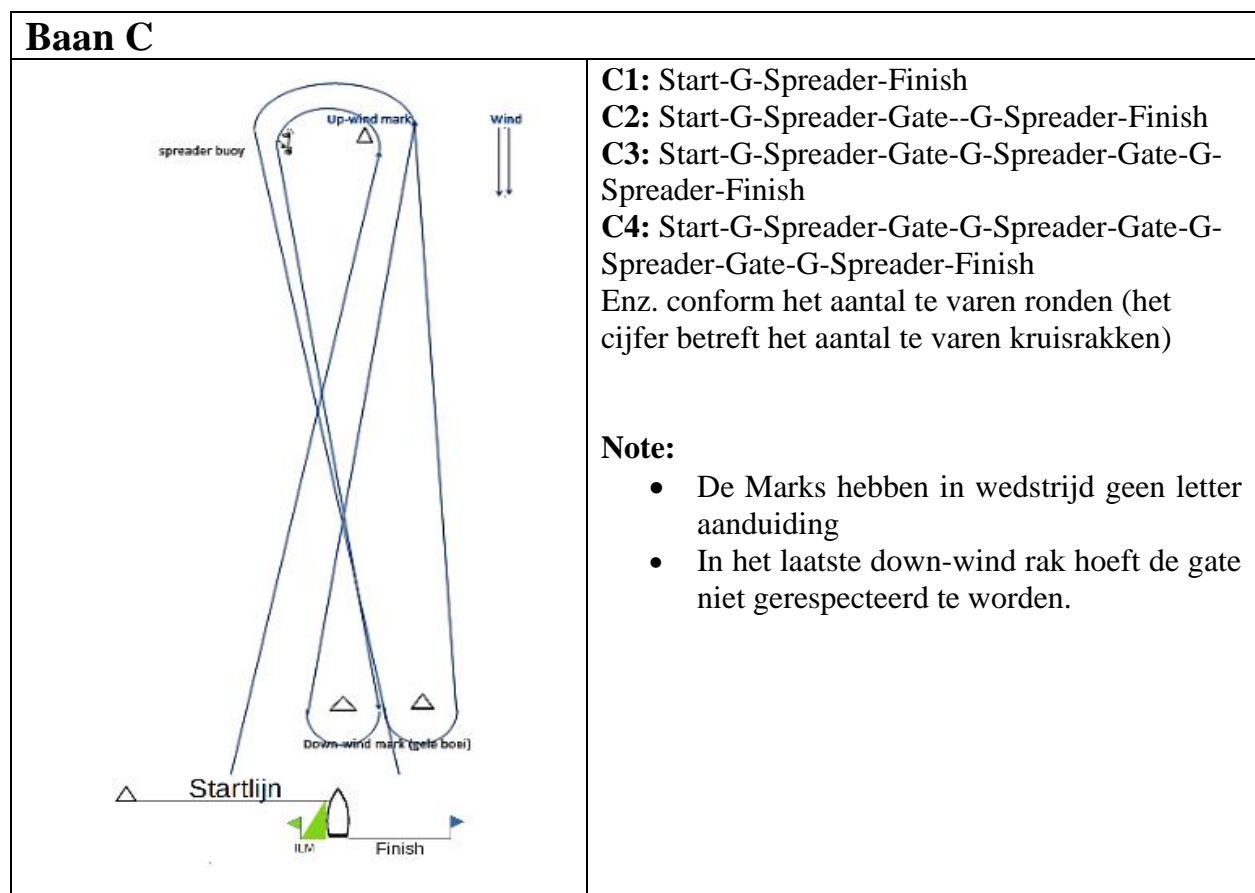 Baan C
Up-wind mark
Wind
spreader buoy
Down-wind mark (gele boei)
Startlijn
ILM
Finish
C1: Start-G-Spreader-Finish
C2: Start-G-Spreader-Gate--G-Spreader-Finish
C3: Start-G-Spreader-Gate-G-Spreader-Gate-G-
Spreader-Finish
C4: Start-G-Spreader-Gate-G-Spreader-Gate-G-
Spreader-Gate-G-Spreader-Finish
Enz. conform het aantal te varen ronden (het
cijfer betreft het aantal te varen kruisrakken)
Note:
• De Marks hebben in wedstrijd geen letter
aanduiding
• In het laatste down-wind rak hoeft de gate
niet gerespecteerd te worden.